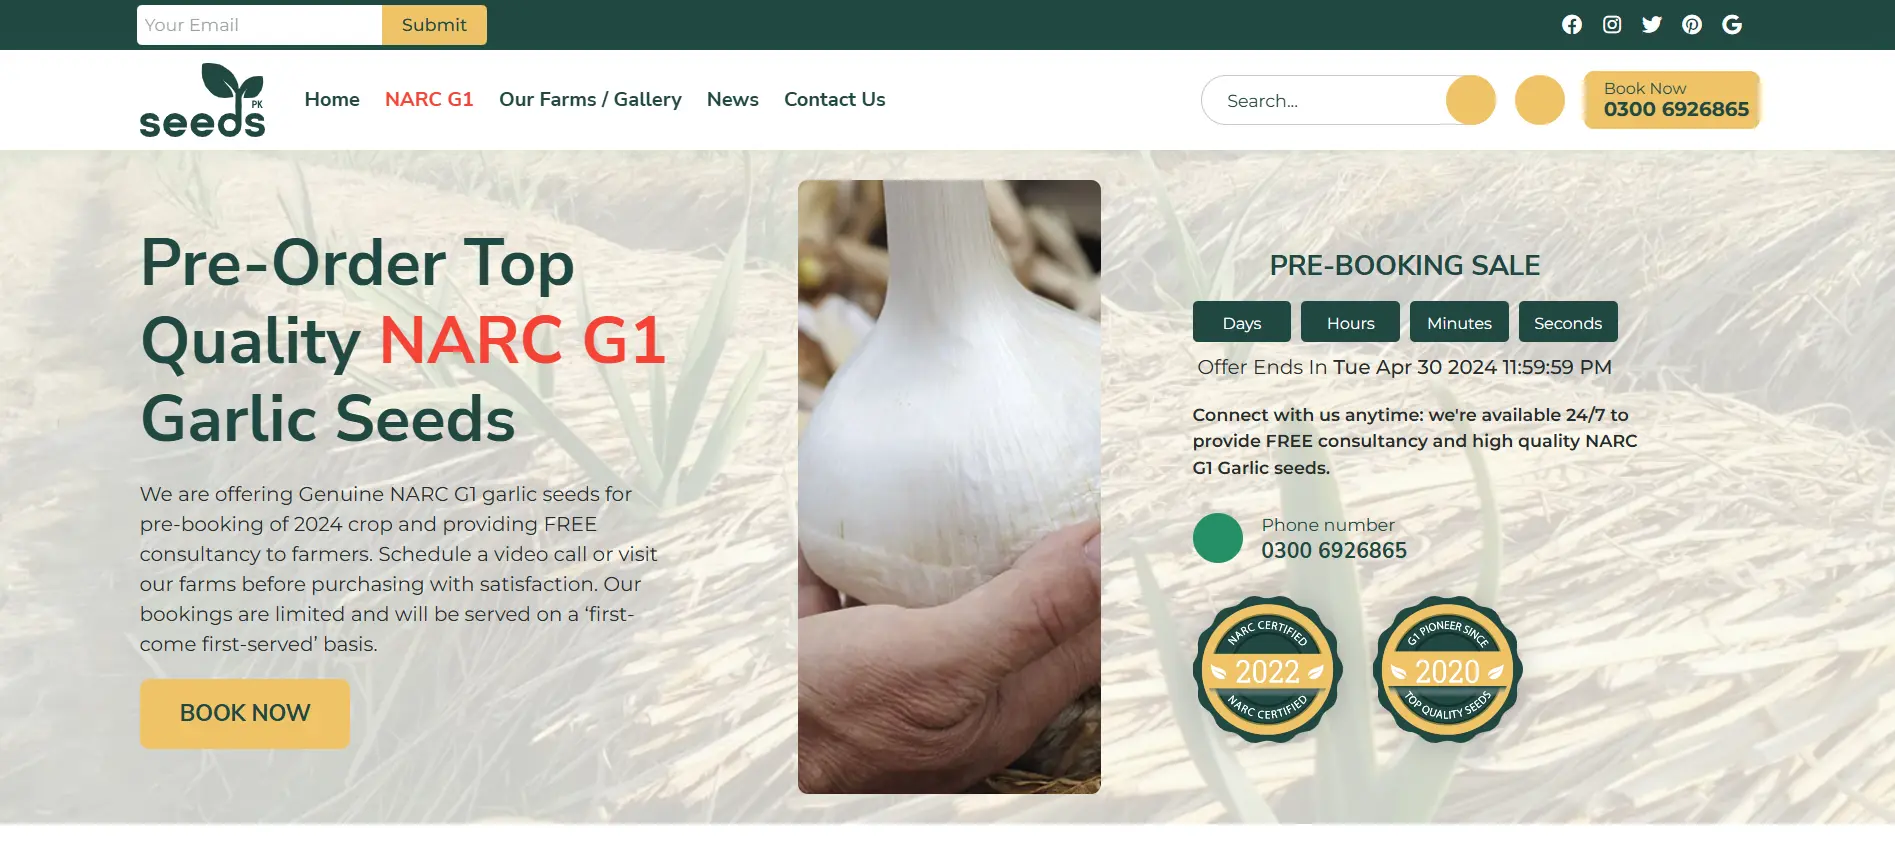 Your Email
Submit
seeds
PK
Home
NARC G1
Our Farms / Gallery
News
Contact Us
Search...
Book Now
0300 6926865
Pre-Order Top
Quality NARC G1
Garlic Seeds
We are offering Genuine NARC G1 garlic seeds for
pre-booking of 2024 crop and providing FREE
consultancy to farmers. Schedule a video call or visit
our farms before purchasing with satisfaction. Our
bookings are limited and will be served on a ‘first-
come first-served’ basis.
BOOK NOW
PRE-BOOKING SALE
Days
Hours
Minutes
Seconds
Offer Ends In Tue Apr 30 2024 11:59:59 PM
Connect with us anytime: we're available 24/7 to
provide FREE consultancy and high quality NARC
G1 Garlic seeds.
Phone number
0300 6926865
NARC CERTIFIED
2022
NARC CERTIFIED
G1 PIONEER SINCE
2020
TOP QUALITY SEEDS